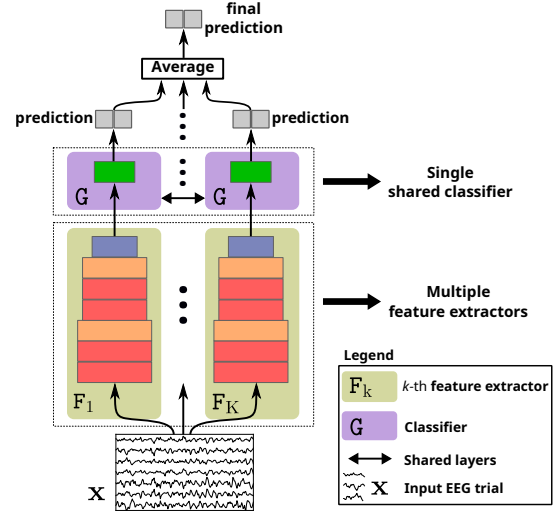 final
prediction
Average
prediction
prediction
G
G
Single
shared classifier
Multiple
feature extractors
F1
FK
x
Legend
Fk
k-th feature extractor
G
Classifier
Shared layers
x
Input EEG trial